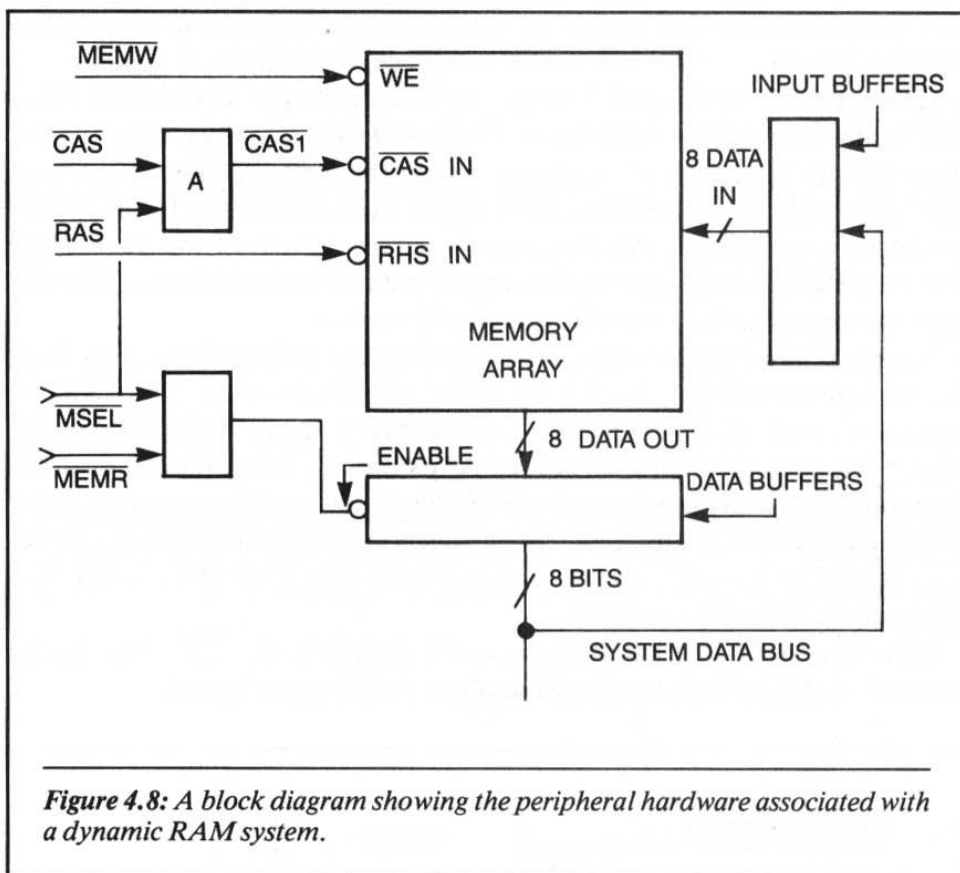 MEMW
WE
INPUT BUFFERS
CAS
CAS1
A
CAS IN
8 DATA
IN
RAS
RHS IN
MEMORY
ARRAY
MSEL
8 DATA OUT
ENABLE
MEMR
DATA BUFFERS
8 BITS
SYSTEM DATA BUS
Figure 4.8: A block diagram showing the peripheral hardware associated with
a dynamic RAM system.